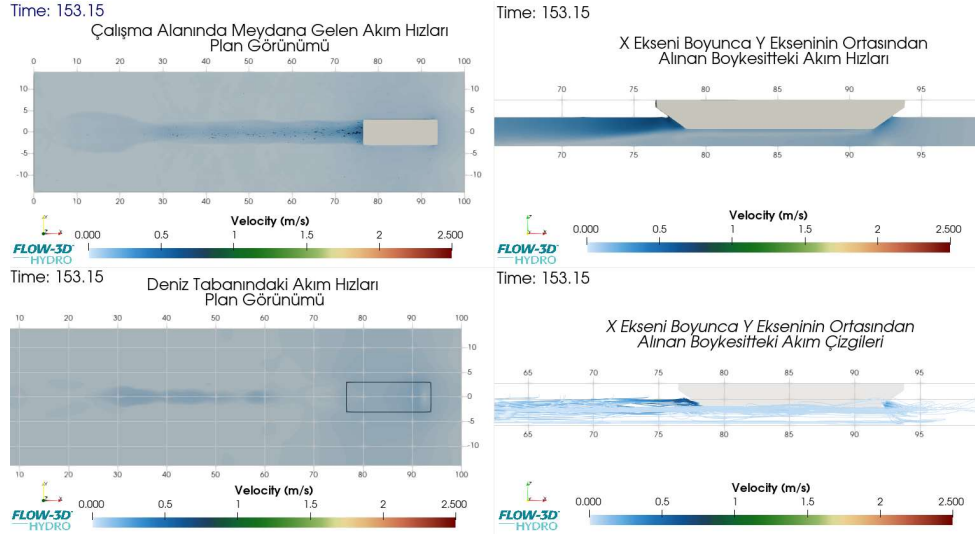 Time: 153.15
Çalışma Alanında Meydana Gelen Akım Hızları
Plan Görünümü
0 10 20 30 40 50 60 70 80 90 100
10 10
5 5
0 0
-5 -5
-10 -10
0 10 20 30 40 50 60 70 80 90 100
Velocity (m/s)
0.000 0.5 1 1.5 2 2.500
FLOW-3D
HYDRO
Time: 153.15
X Ekseni Boyunca Y Ekseninin Ortasından
Alınan Boykesitteki Akım Hızları
70 75 80 85 90 95
70 75 80 85 90 95
Velocity (m/s)
0.000 0.5 1 1.5 2 2.500
FLOW-3D
HYDRO
Time: 153.15
Deniz Tabanındaki Akım Hızları
Plan Görünümü
10 20 30 40 50 60 70 80 90 100
10
5
0
-5
-10
10 20 30 40 50 60 70 80 90 100
Velocity (m/s)
0.000 0.5 1 1.5 2 2.500
FLOW-3D
HYDRO
Time: 153.15
X Ekseni Boyunca Y Ekseninin Ortasından
Alınan Boykesitteki Akım Çizgileri
65 70 75 80 85 90 95
65 70 75 80 85 90 95
Velocity (m/s)
0.000 0.5 1 1.5 2 2.500
FLOW-3D
HYDRO